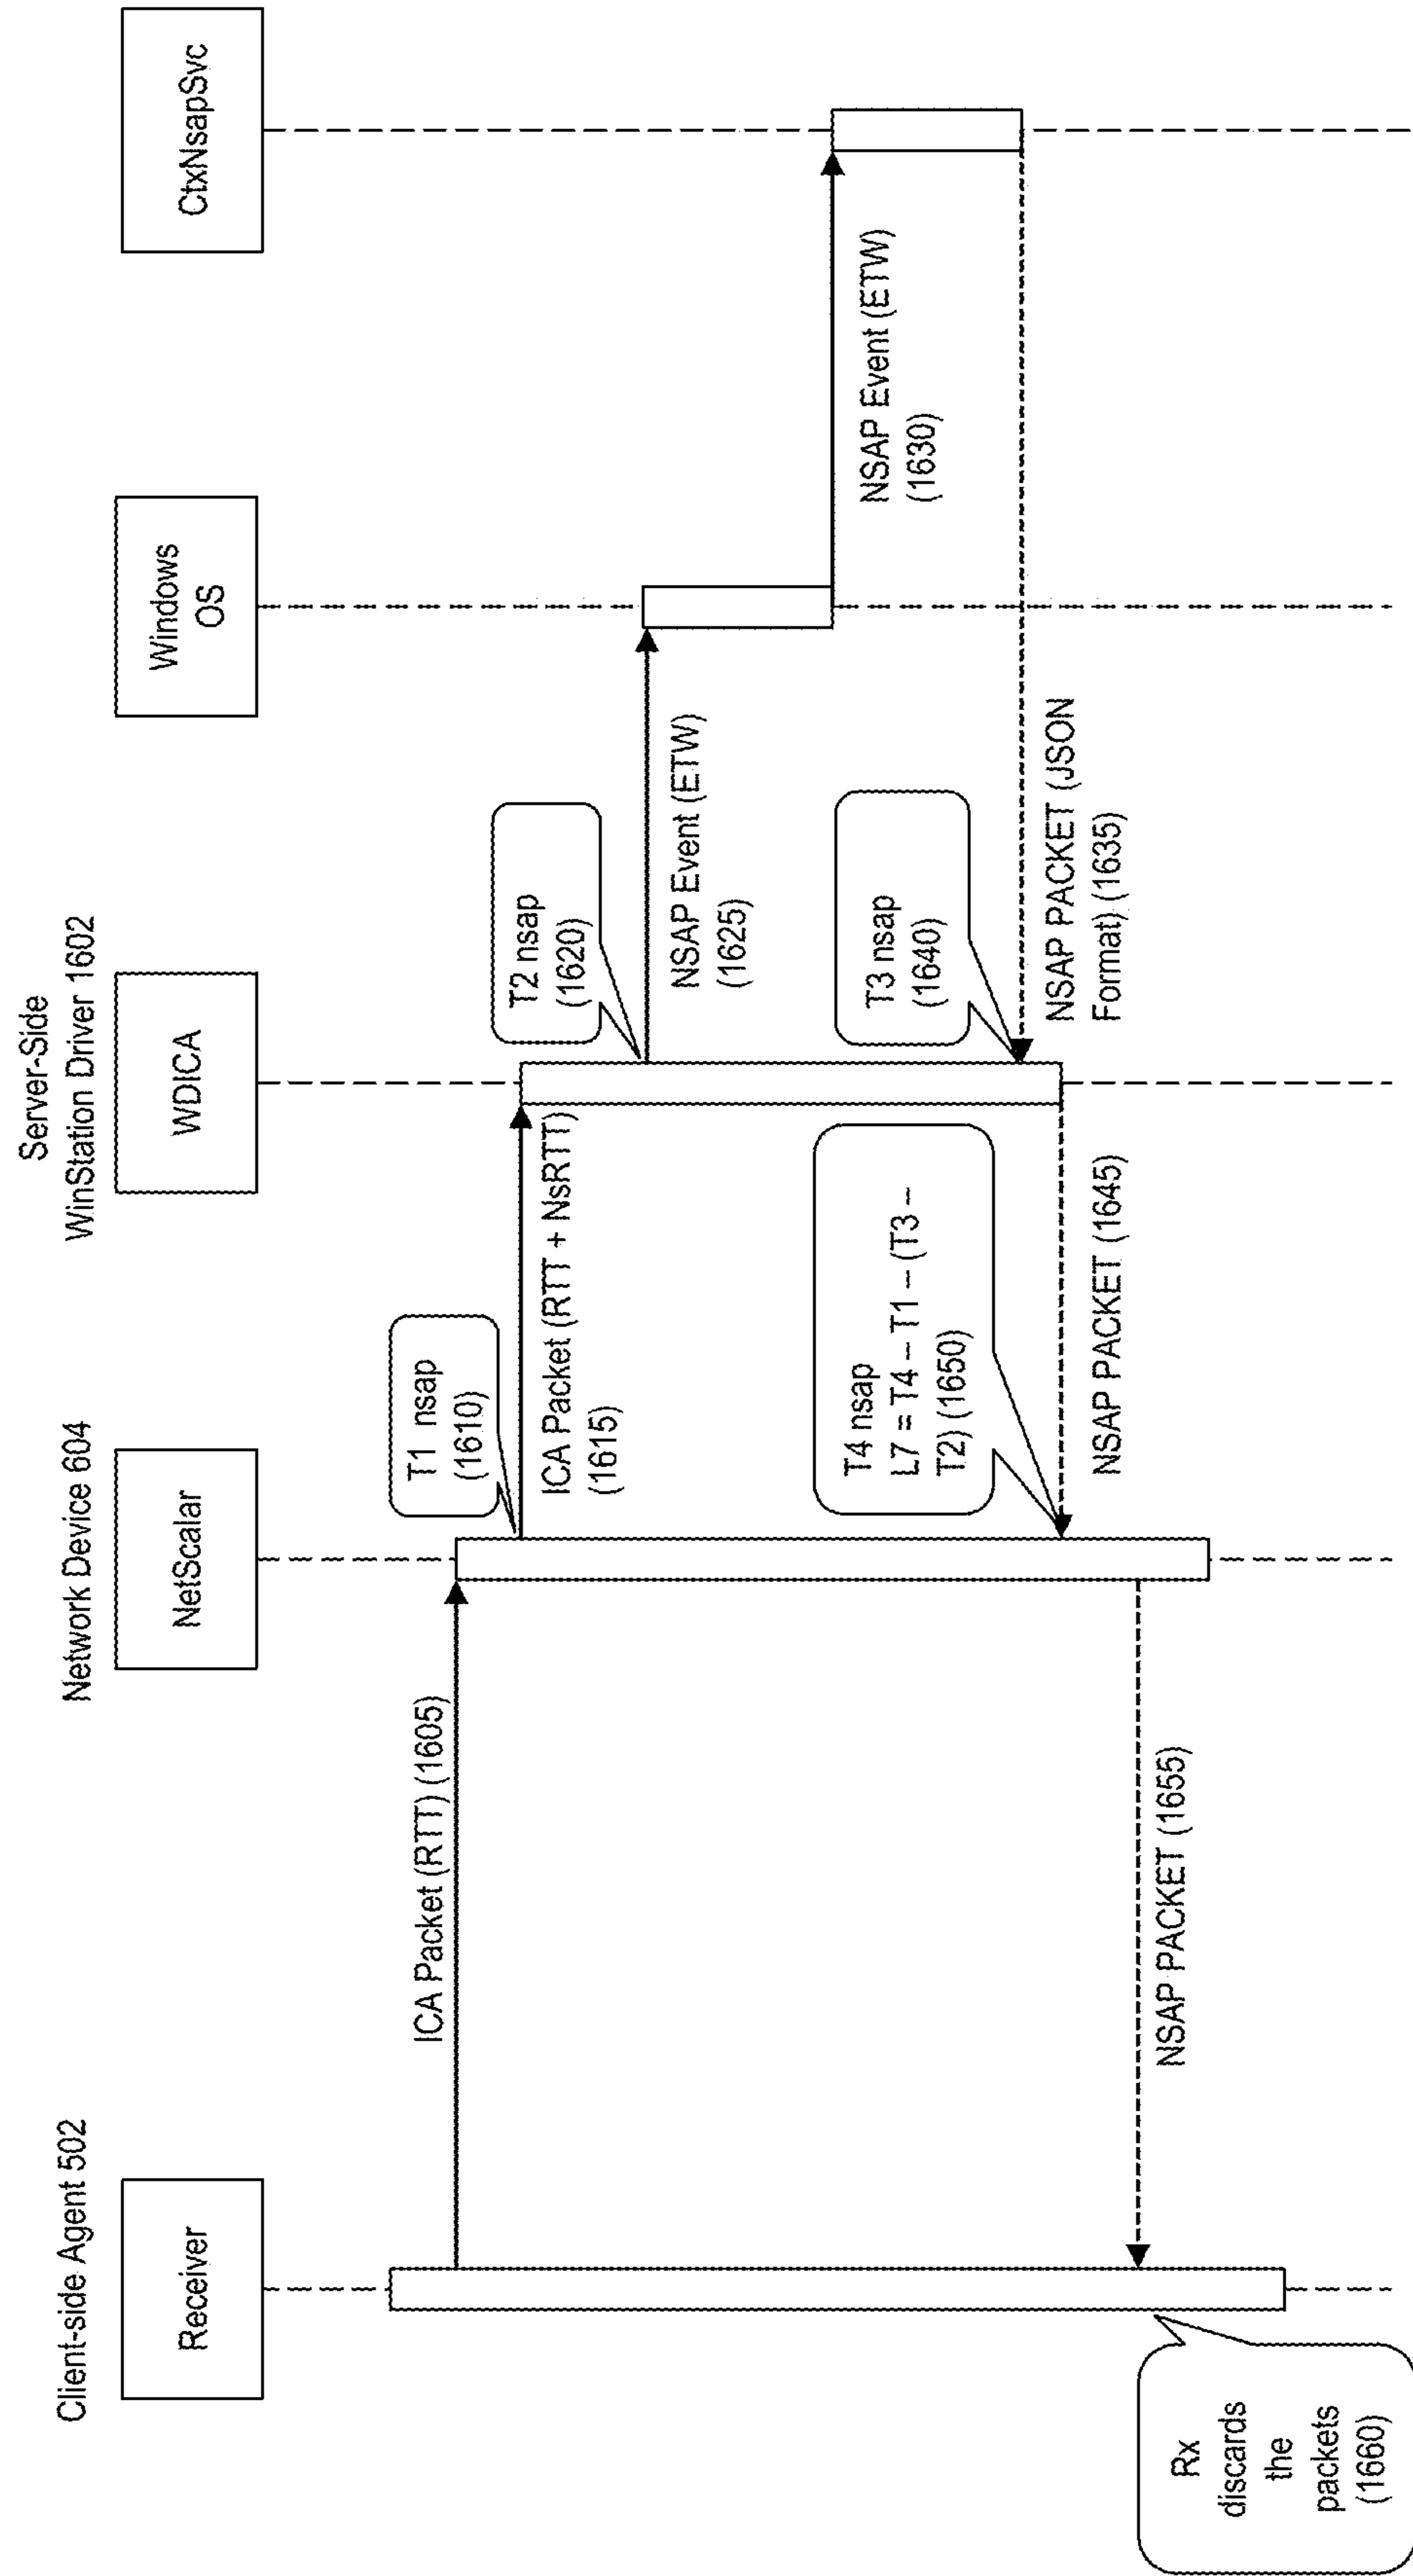 Client-side Agent 502
Receiver
Network Device 604
NetScalar
Server-Side
WinStation Driver 1602
WDICA
Windows
OS
CtxNsapSvc
ICA Packet (RTT) (1605)
T1 nsap
(1610)
ICA Packet (RTT + NsRTT)
(1615)
T2 nsap
(1620)
NSAP Event (ETW)
(1625)
NSAP Event (ETW)
(1630)
NSAP PACKET (JSON
Format) (1635)
T3 nsap
(1640)
NSAP PACKET (1645)
T4 nsap
L7 = T4 – T1 – (T3 –
T2) (1650)
NSAP PACKET (1655)
Rx
discards
the
packets
(1660)